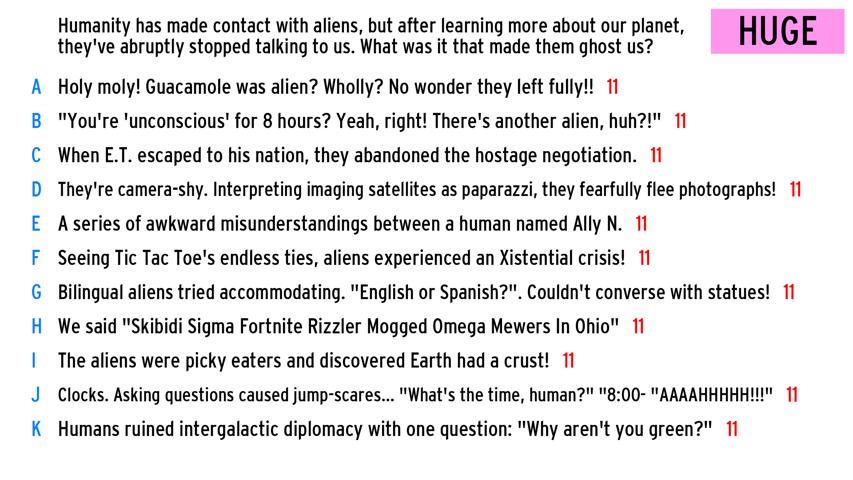 Humanity has made contact with aliens, but after learning more about our planet,
they've abruptly stopped talking to us. What was it that made them ghost us?
HUGE
A Holy moly! Guacamole was alien? Wholly? No wonder they left fully!! 11
B "You're 'unconscious' for 8 hours? Yeah, right! There's another alien, huh?!" 11
C When E.T. escaped to his nation, they abandoned the hostage negotiation. 11
D They're camera-shy. Interpreting imaging satellites as paparazzi, they fearfully flee photographs! 11
E A series of awkward misunderstandings between a human named Ally N. 11
F Seeing Tic Tac Toe's endless ties, aliens experienced an Xistential crisis! 11
G Bilingual aliens tried accommodating. "English or Spanish?". Couldn't converse with statues! 11
H We said "Skibidi Sigma Fortnite Rizzler Mogged Omega Mewers In Ohio" 11
I The aliens were picky eaters and discovered Earth had a crust! 11
J Clocks. Asking questions caused jump-scares... "What's the time, human?" "8:00- "AAAAHHHHH!!!" 11
K Humans ruined intergalactic diplomacy with one question: "Why aren't you green?" 11